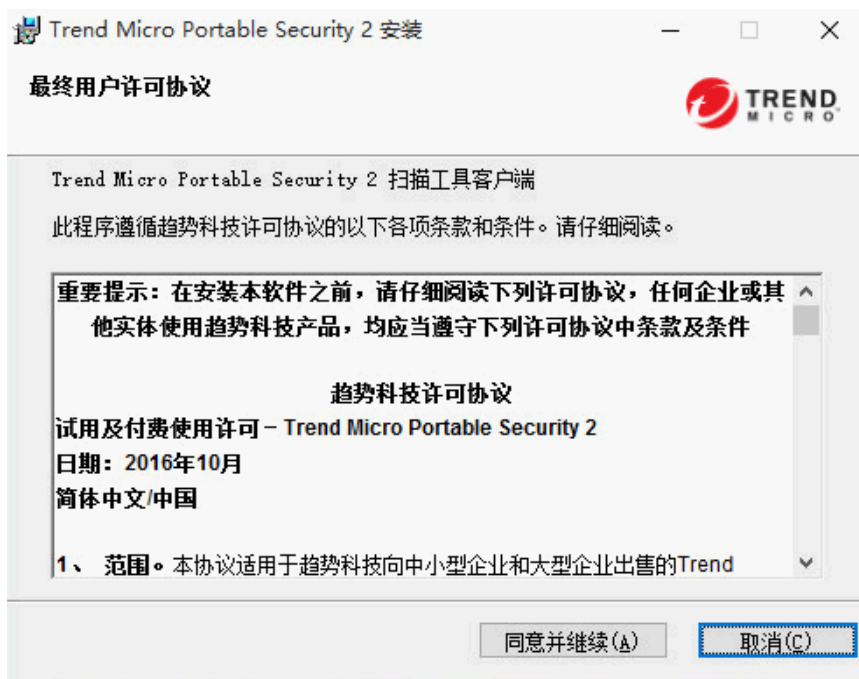 Trend Micro Portable Security 2 安装
最终用户许可协议
TREND
MICRO
Trend Micro Portable Security 2 扫描工具客户端
此程序遵循趋势科技许可协议的以下各项条款和条件。请仔细阅读。
重要提示：在安装本软件之前，请仔细阅读下列许可协议，任何企业或其
他实体使用趋势科技产品，均应当遵守下列许可协议中条款及条件
趋势科技许可协议
试用及付费使用许可－Trend Micro Portable Security 2
日期：2016年10月
简体中文/中国
1、 范围。本协议适用于趋势科技向中小型企业和大型企业出售的Trend
同意并继续(A) 取消(C)